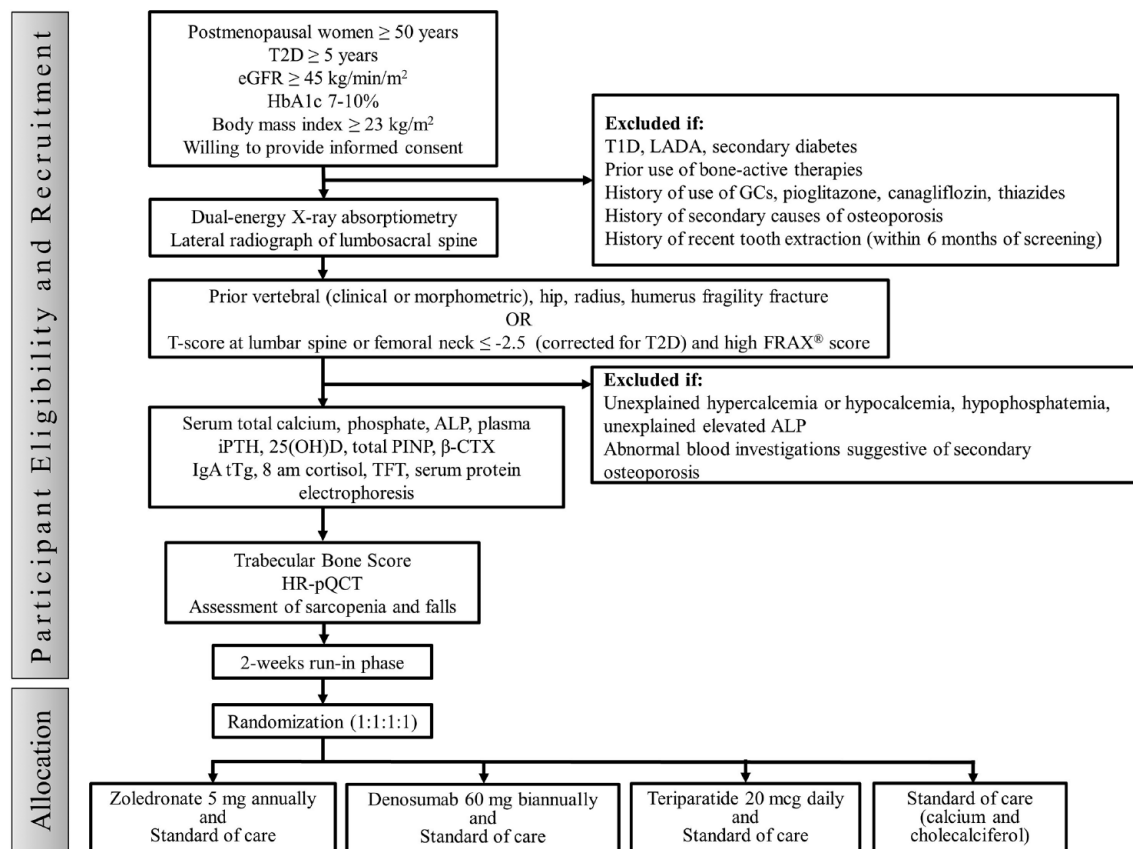 Participant Eligibility and Recruitment
Postmenopausal women ≥ 50 years
T2D ≥ 5 years
eGFR ≥ 45 kg/min/m²
HbA1c 7-10%
Body mass index ≥ 23 kg/m²
Willing to provide informed consent
Excluded if:
T1D, LADA, secondary diabetes
Prior use of bone-active therapies
History of use of GCs, pioglitazone, canagliflozin, thiazides
History of secondary causes of osteoporosis
History of recent tooth extraction (within 6 months of screening)
Dual-energy X-ray absorptiometry
Lateral radiograph of lumbosacral spine
Prior vertebral (clinical or morphometric), hip, radius, humerus fragility fracture
OR
T-score at lumbar spine or femoral neck ≤ -2.5 (corrected for T2D) and high FRAX® score
Excluded if:
Unexplained hypercalcemia or hypocalcemia, hypophosphatemia,
unexplained elevated ALP
Abnormal blood investigations suggestive of secondary
osteoporosis
Serum total calcium, phosphate, ALP, plasma
iPTH, 25(OH)D, total PINP, β-CTX
IgA tTg, 8 am cortisol, TFT, serum protein
electrophoresis
Trabecular Bone Score
HR-pQCT
Assessment of sarcopenia and falls
2-weeks run-in phase
Allocation
Randomization (1:1:1:1)
Zoledronate 5 mg annually
and
Standard of care
Denosumab 60 mg biannually
and
Standard of care
Teriparatide 20 mcg daily
and
Standard of care
Standard of care
(calcium and
cholecalciferol)